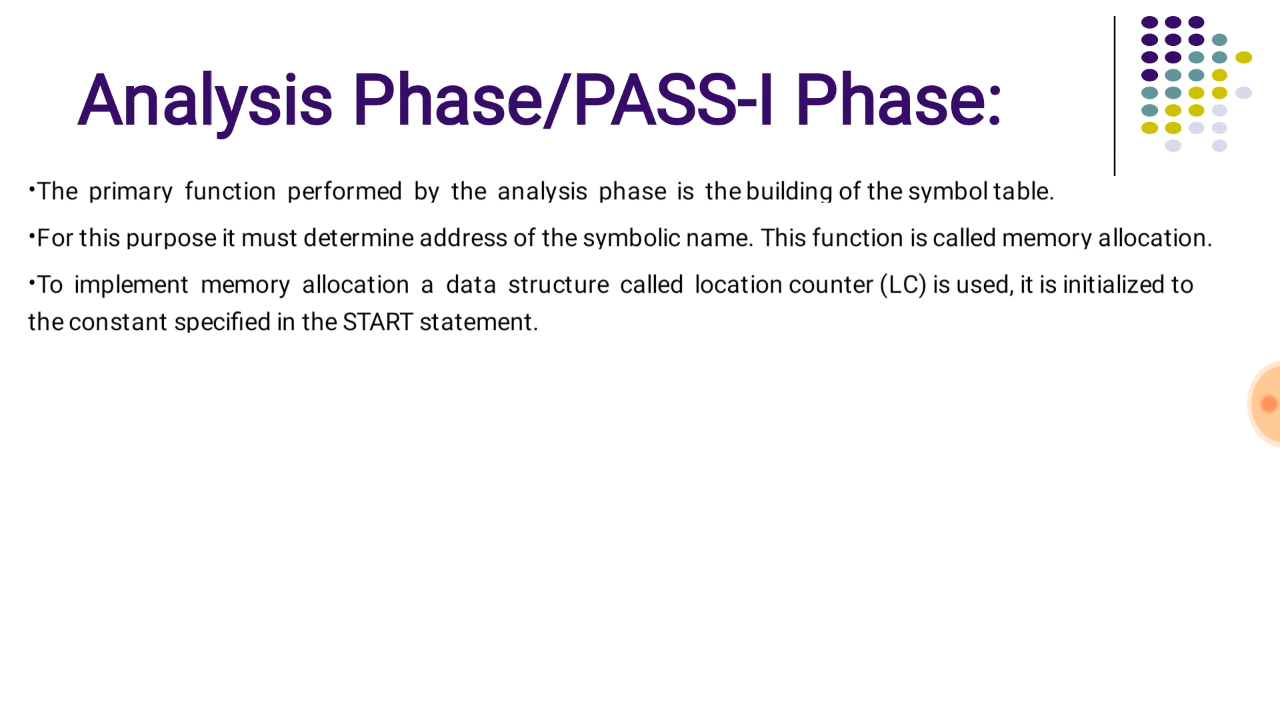 Analysis Phase/PASS-I Phase:
•The primary function performed by the analysis phase is the building of the symbol table.
•For this purpose it must determine address of the symbolic name. This function is called memory allocation.
•To implement memory allocation a data structure called location counter (LC) is used, it is initialized to
the constant specified in the START statement.